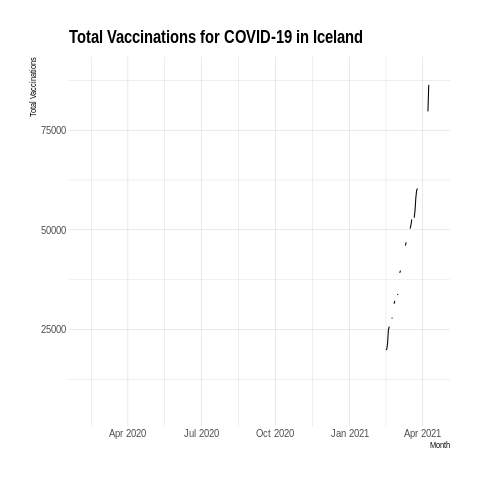 Total Vaccinations for COVID-19 in Iceland
Total Vaccinations
75000
50000
25000
Apr 2020 Jul 2020 Oct 2020 Jan 2021 Apr 2021
Month